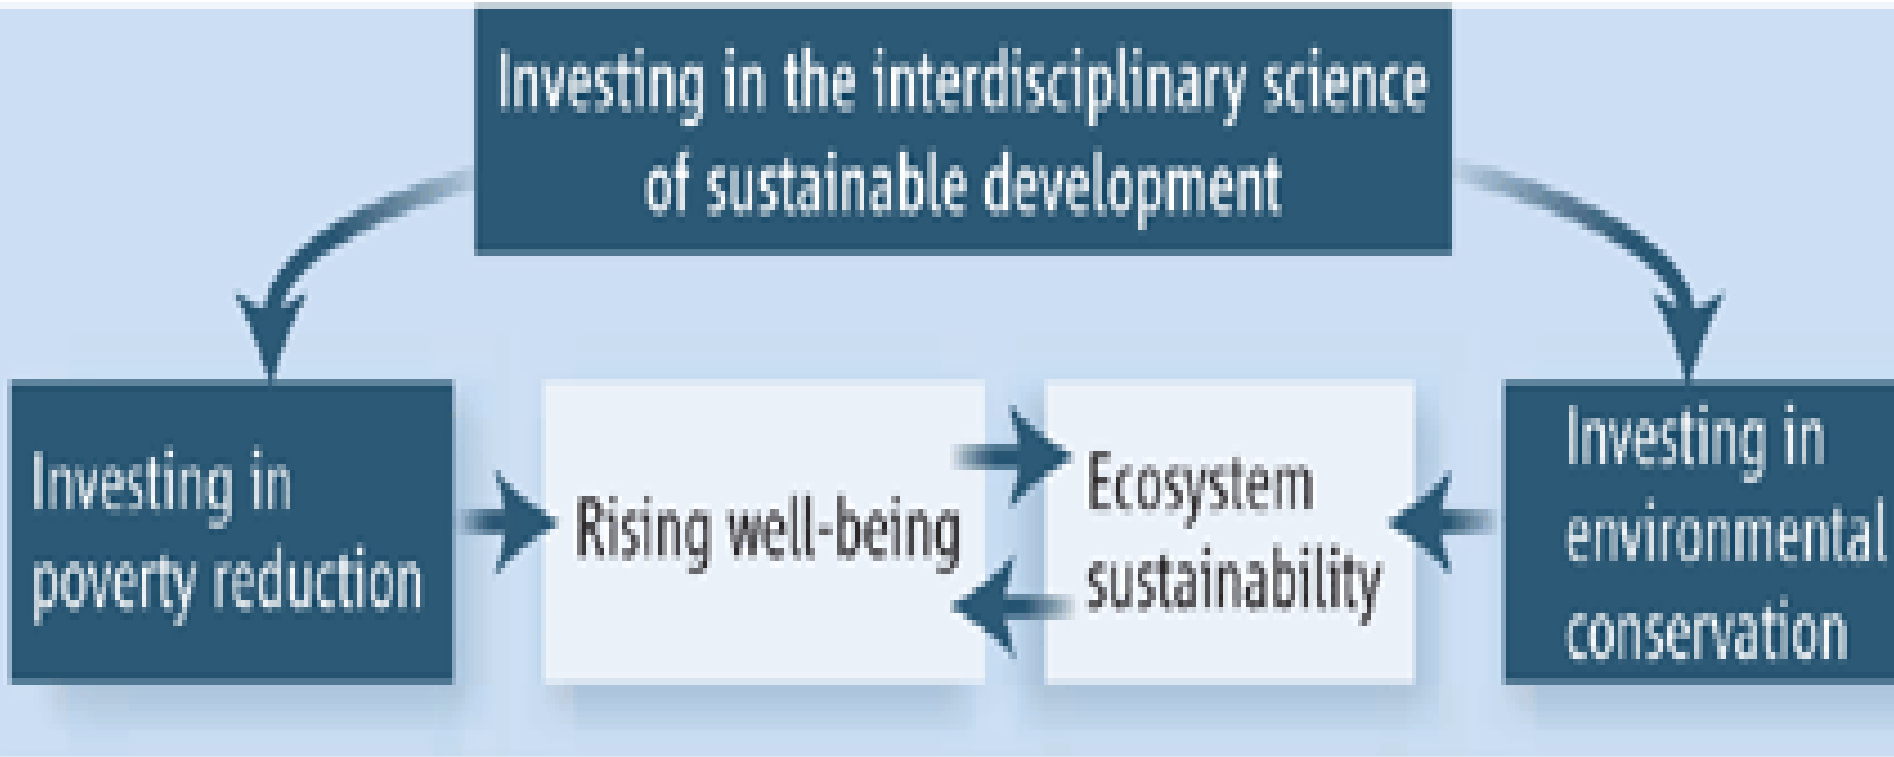 Investing in the interdisciplinary science
of sustainable development
Investing in
poverty reduction
Rising well-being
Ecosystem
sustainability
Investing in
environmental
conservation